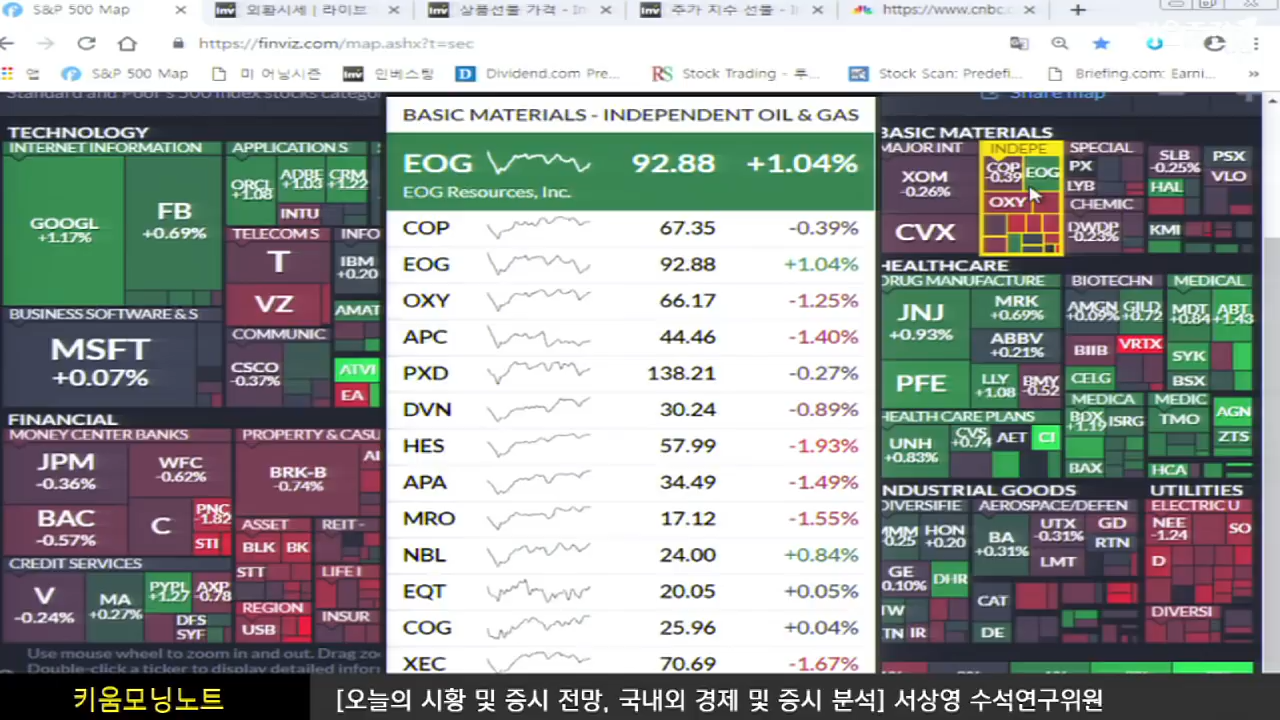 S&P 500 Map
외환시세 | 라이브
상품선물 가격 - In
주가 지수 선물 - I
https://www.cnbc.
https://finviz.com/map.ashx?t=sec
앱
S&P 500 Map
미 어닝시즌
인베스팅
Dividend.com Pre...
Stock Trading - 투...
Stock Scan: Predefi...
Briefing.com: Earni...
Standard and Poor's 500 index stocks catego
Share map
TECHNOLOGY
INTERNET INFORMATION
APPLICATION S
GOOGL
+1.17%
FB
+0.69%
ORCL
+1.08
ADBE
+1.03
CRM
+1.22
INTU
TELECOM S
INFO
T
IBM
+0.20
VZ
AMAT
BUSINESS SOFTWARE & S
MSFT
+0.07%
COMMUNIC
CSCO
-0.37%
ATVI
EA
FINANCIAL
MONEY CENTER BANKS
PROPERTY & CASU
JPM
-0.36%
WFC
-0.62%
BRK-B
-0.74%
AI
BAC
-0.57%
C
PNC
-1.82
STI
ASSET
REIT -
BLK
BK
STT
LIFE I
CREDIT SERVICES
V
-0.24%
MA
+0.27%
PYPL
+1.27
AXP
-0.78
DFS
SYF
REGION
USB
INSUR
Use mouse wheel to zoom in and out. Drag zo
Double-click a ticker to display detailed infor
BASIC MATERIALS - INDEPENDENT OIL & GAS
EOG 92.88 +1.04%
EOG Resources, Inc.
COP 67.35 -0.39%
EOG 92.88 +1.04%
OXY 66.17 -1.25%
APC 44.46 -1.40%
PXD 138.21 -0.27%
DVN 30.24 -0.89%
HES 57.99 -1.93%
APA 34.49 -1.49%
MRO 17.12 -1.55%
NBL 24.00 +0.84%
EQT 20.05 +0.05%
COG 25.96 +0.04%
XEC 70.69 -1.67%
BASIC MATERIALS
MAJOR INT
INDEPE
SPECIAL
XOM
-0.26%
COP
-0.39
EOG
PX
SLB
-0.25%
PSX
VLO
LYB
HAL
OXY
CHEMIC
CVX
DWDP
-0.23%
KMI
HEALTHCARE
DRUG MANUFACTURE
BIOTECHN
MEDICAL
JNJ
+0.93%
MRK
+0.69%
AMGN
+0.09%
GILD
+0.72
MDT
+0.84
ABT
+1.43
ABBV
+0.21%
BIIB
VRTX
SYK
PFE
LLY
+1.08
BMY
-0.52
CELG
BSX
HEALTH CARE PLANS
MEDICA
MEDIC
UNH
+0.83%
CVS
+0.74
AET
CI
BDX
+1.19
ISRG
TMO
AGN
ZTS
BAX
HCA
INDUSTRIAL GOODS
UTILITIES
DIVERSIFIE
AEROSPACE/DEFEN
ELECTRIC U
MMM
-0.25
HON
+0.20
BA
+0.31%
UTX
-0.31%
GD
RTN
NEE
-1.24
SO
GE
0.10%
DHR
LMT
D
ITW
CAT
DIVERSI
ETN
IR
DE
키움모닝노트
[오늘의 시황 및 증시 전망, 국내외 경제 및 증시 분석] 서상영 수석연구위원